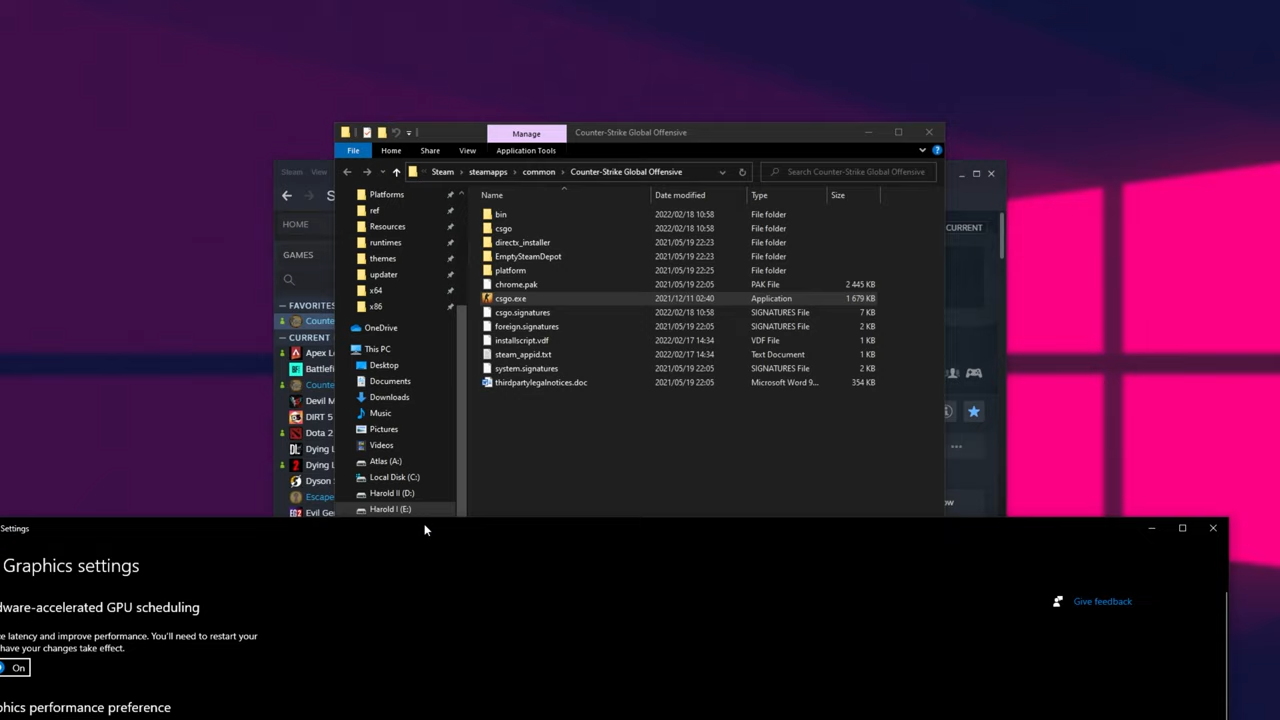 Manage
Counter-Strike Global Offensive
File
Home
Share
View
Application Tools
Steam
View
Steam
steamapps
common
Counter-Strike Global Offensive
Search Counter-Strike Global Offensive
S
HOME
GAMES
FAVORITES
Counte
CURRENT
Apex Le
Battlefi
Counte
Devil M
DIRT 5
Dota 2
Dying L
Dying L
Dyson
Escape
Evil Ge
CURRENT
ow
Platforms
ref
Resources
runtimes
themes
updater
x64
x86
OneDrive
This PC
Desktop
Documents
Downloads
Music
Pictures
Videos
Atlas (A:)
Local Disk (C:)
Harold II (D:)
Harold I (E:)
Name Date modified Type Size
bin 2022/02/18 10:58 File folder
csgo 2022/02/18 10:58 File folder
directx_installer 2021/05/19 22:23 File folder
EmptySteamDepot 2021/05/19 22:23 File folder
platform 2021/05/19 22:25 File folder
chrome.pak 2021/05/19 22:05 PAK File 2 445 KB
csgo.exe 2021/12/11 02:40 Application 1 679 KB
csgo.signatures 2022/02/18 10:58 SIGNATURES File 7 KB
foreign.signatures 2021/05/19 22:05 SIGNATURES File 2 KB
installscript.vdf 2022/02/17 14:34 VDF File 1 KB
steam_appid.txt 2022/02/17 14:34 Text Document 1 KB
system.signatures 2021/05/19 22:05 SIGNATURES File 2 KB
thirdpartylegalnotices.doc 2021/05/19 22:05 Microsoft Word 9... 354 KB
Settings
Graphics settings
dware-accelerated GPU scheduling
ce latency and improve performance. You'll need to restart your
have your changes take effect.
On
phics performance preference
Give feedback